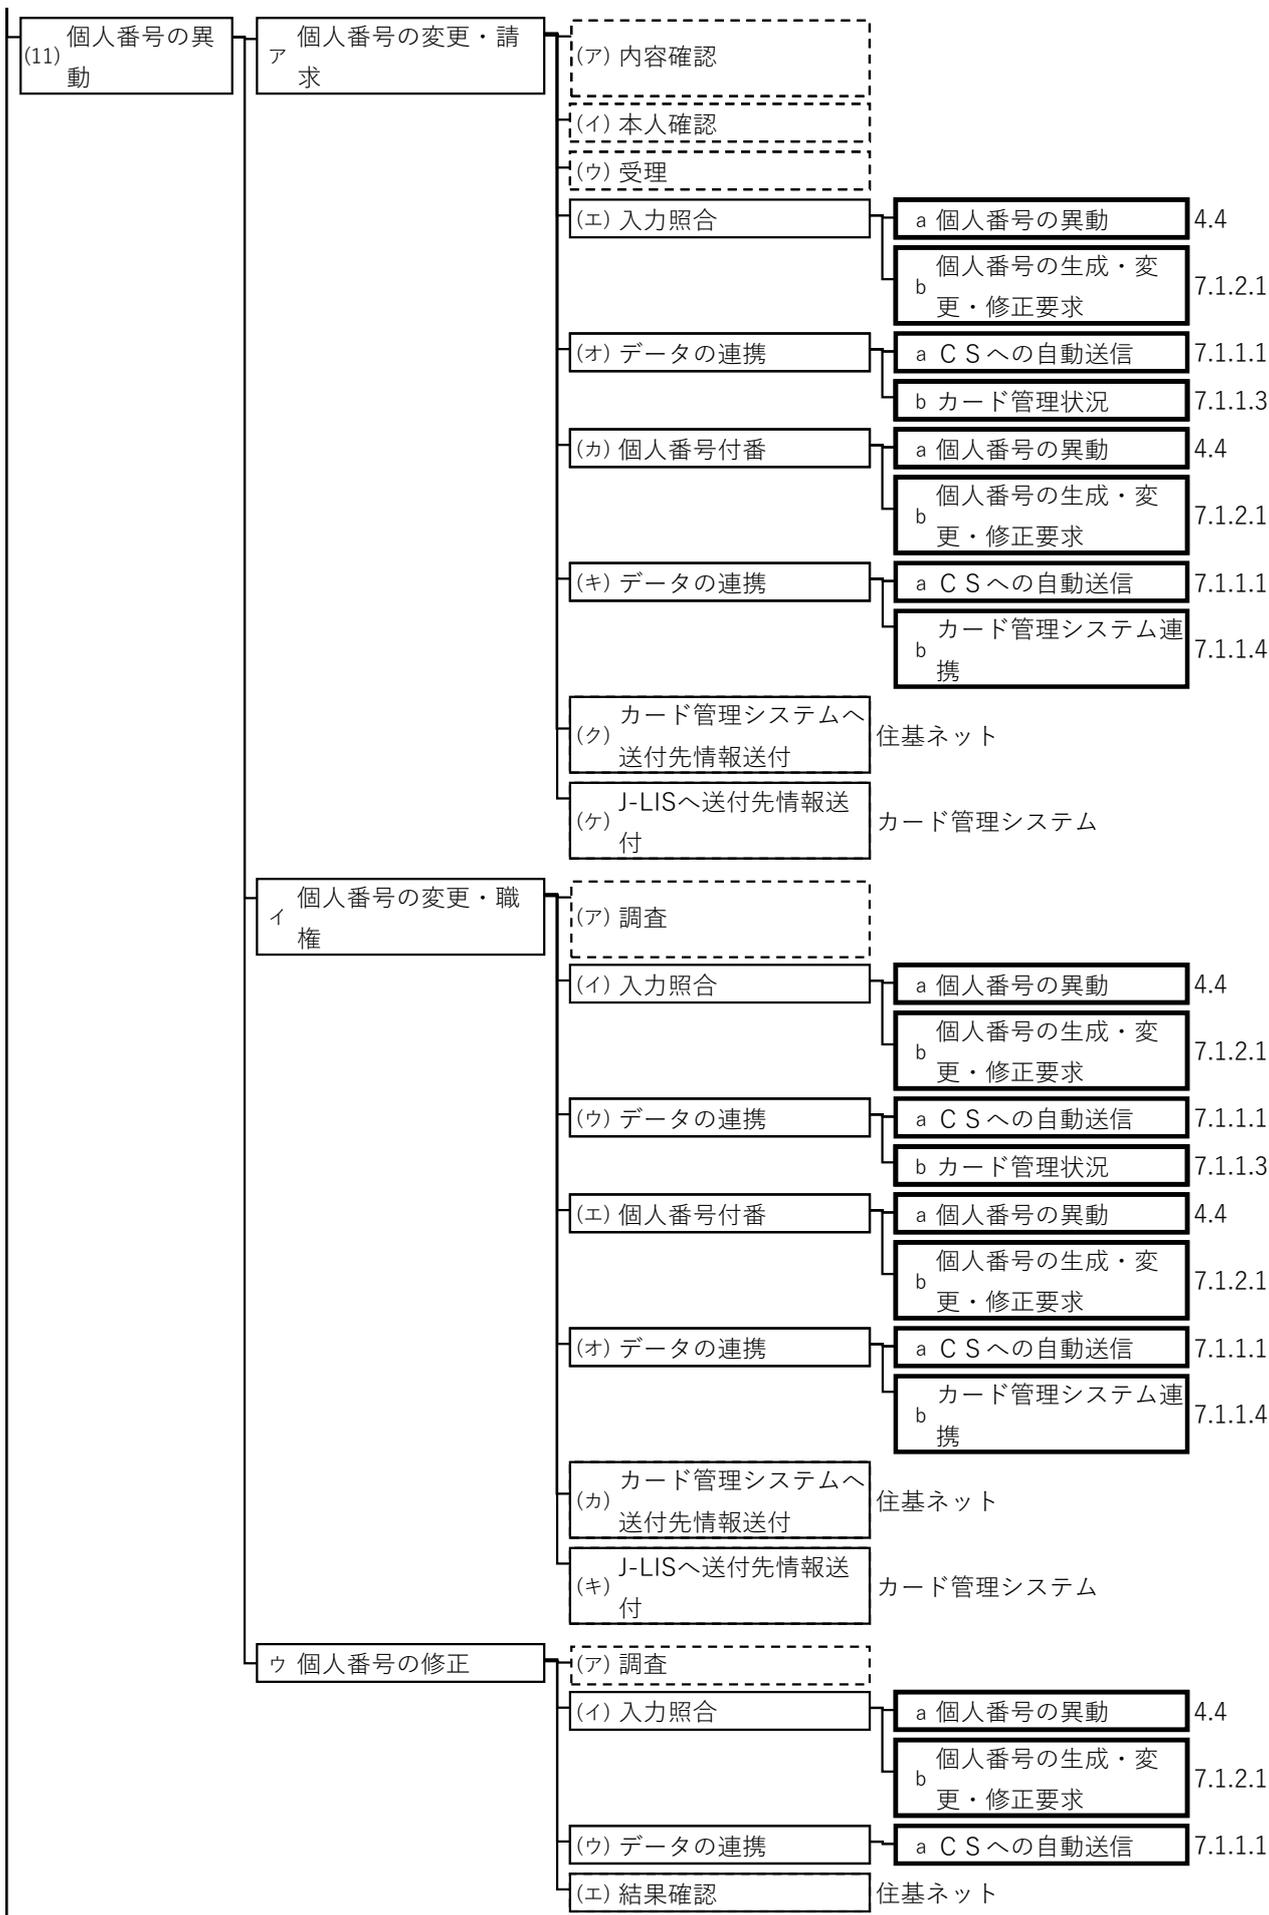 (11) 個人番号の異
動
ア 個人番号の変更・請
求
(ア) 内容確認
(イ) 本人確認
(ウ) 受理
(エ) 入力照合
a 個人番号の異動 4.4
b 個人番号の生成・変
更・修正要求 7.1.2.1
(オ) データの連携
a ＣＳへの自動送信 7.1.1.1
b カード管理状況 7.1.1.3
(カ) 個人番号付番
a 個人番号の異動 4.4
b 個人番号の生成・変
更・修正要求 7.1.2.1
(キ) データの連携
a ＣＳへの自動送信 7.1.1.1
b カード管理システム連
携 7.1.1.4
(ク) カード管理システムへ
送付先情報送付 住基ネット
(ケ) J-LISへ送付先情報送
付 カード管理システム
イ 個人番号の変更・職
権
(ア) 調査
(イ) 入力照合
a 個人番号の異動 4.4
b 個人番号の生成・変
更・修正要求 7.1.2.1
(ウ) データの連携
a ＣＳへの自動送信 7.1.1.1
b カード管理状況 7.1.1.3
(エ) 個人番号付番
a 個人番号の異動 4.4
b 個人番号の生成・変
更・修正要求 7.1.2.1
(オ) データの連携
a ＣＳへの自動送信 7.1.1.1
b カード管理システム連
携 7.1.1.4
(カ) カード管理システムへ
送付先情報送付 住基ネット
(キ) J-LISへ送付先情報送
付 カード管理システム
ウ 個人番号の修正
(ア) 調査
(イ) 入力照合
a 個人番号の異動 4.4
b 個人番号の生成・変
更・修正要求 7.1.2.1
(ウ) データの連携
a ＣＳへの自動送信 7.1.1.1
(エ) 結果確認 住基ネット